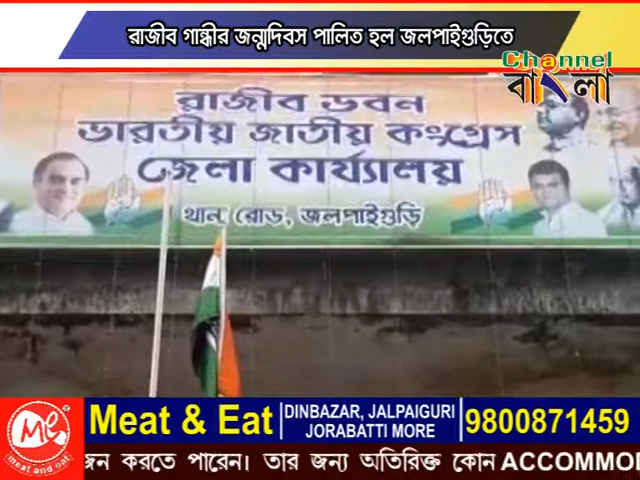 রাজীব গান্ধীর জন্মদিবস পালিত হল জলপাইগুড়িতে
Channel
বাংলা
রাজীব ভবন
ভারতীয় জাতীয় কংগ্রেস
জেলা কার্য্যালয়
থানা রোড, জলপাইগুড়ি
Me
meat and eat
Meat & Eat
DINBAZAR, JALPAIGURI
JORABATTI MORE
9800871459
করতে পারেন। তার জন্য অতিরিক্ত কোন ACCOMMO